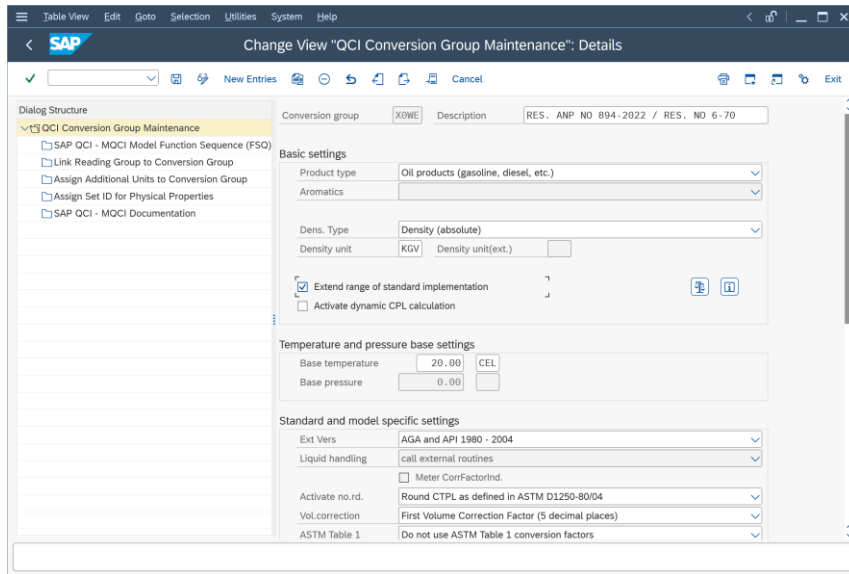 Table View Edit Goto Selection Utilities System Help
SAP Change View "QCI Conversion Group Maintenance": Details
New Entries Cancel Exit
Dialog Structure
QCI Conversion Group Maintenance
SAP QCI - MQCI Model Function Sequence (FSQ)
Link Reading Group to Conversion Group
Assign Additional Units to Conversion Group
Assign Set ID for Physical Properties
SAP QCI - MQCI Documentation
Conversion group X0WE Description RES. ANP NO 894-2022 / RES. NO 6-70
Basic settings
Product type Oil products (gasoline, diesel, etc.)
Aromatics
Dens. Type Density (absolute)
Density unit KGV Density unit(ext.)
Extend range of standard implementation
Activate dynamic CPL calculation
Temperature and pressure base settings
Base temperature 20.00 CEL
Base pressure 0.00
Standard and model specific settings
Ext Vers AGA and API 1980 - 2004
Liquid handling call external routines
Meter CorrFactorInd.
Activate no.rd. Round CTPL as defined in ASTM D1250-80/04
Vol.correction First Volume Correction Factor (5 decimal places)
ASTM Table 1 Do not use ASTM Table 1 conversion factors